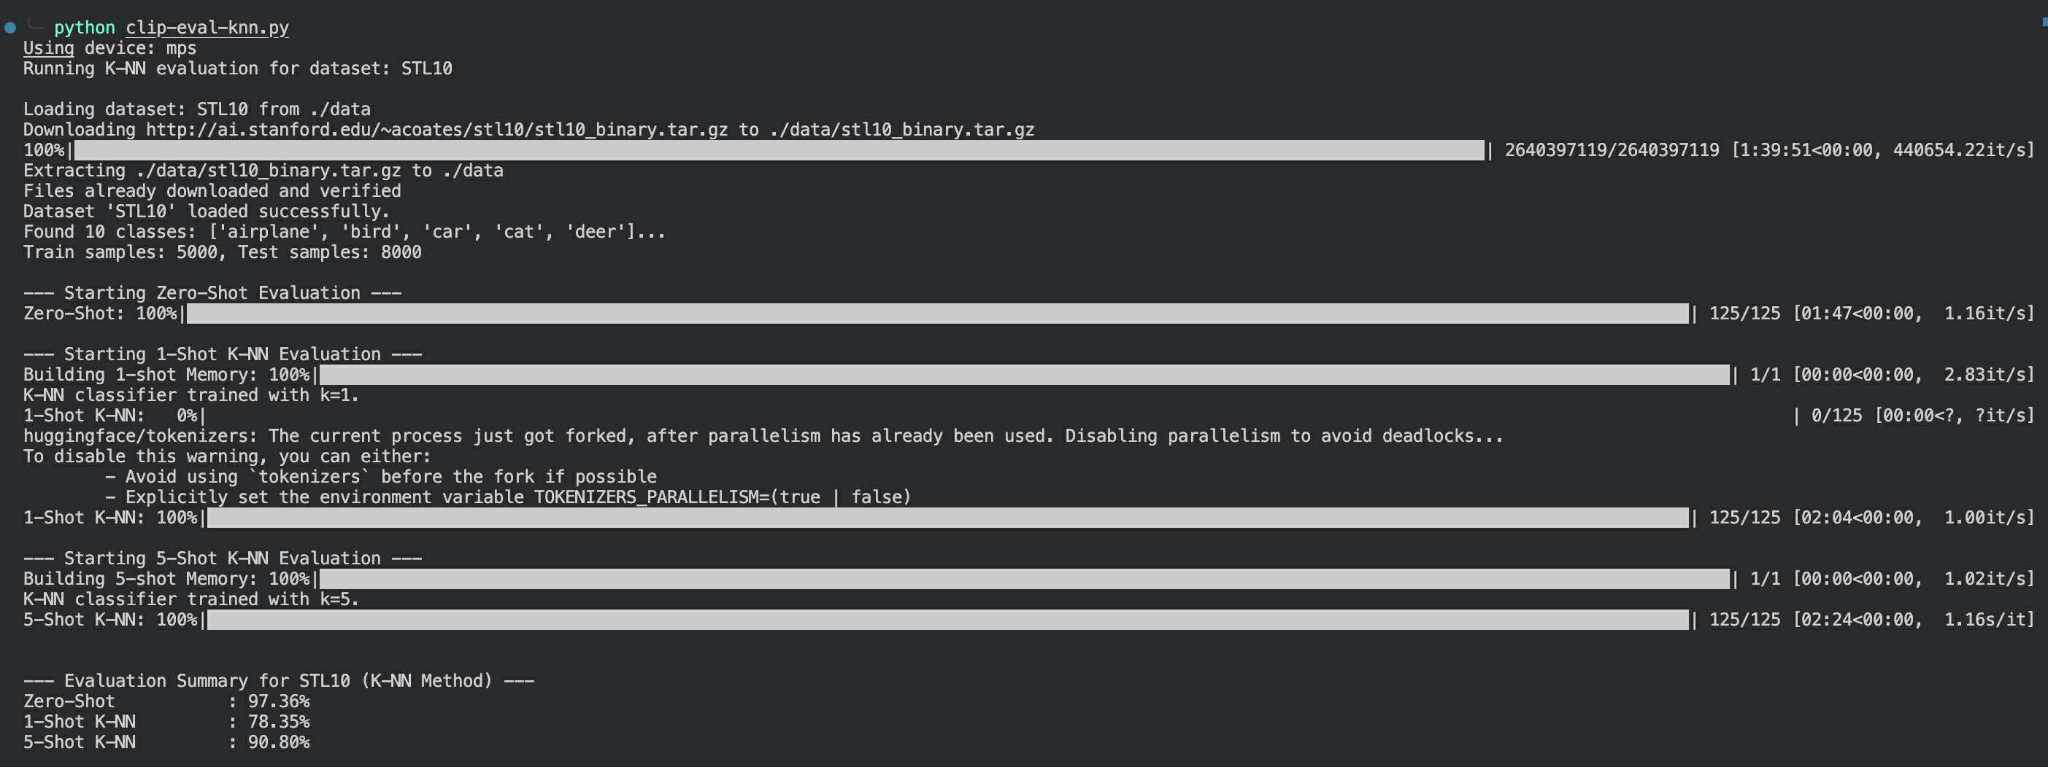 python clip-eval-knn.py
Using device: mps
Running K-NN evaluation for dataset: STL10
Loading dataset: STL10 from ./data
Downloading http://ai.stanford.edu/~acoates/stl10/stl10_binary.tar.gz to ./data/stl10_binary.tar.gz
100%| | 2640397119/2640397119 [1:39:51<00:00, 440654.22it/s]
Extracting ./data/stl10_binary.tar.gz to ./data
Files already downloaded and verified
Dataset 'STL10' loaded successfully.
Found 10 classes: ['airplane', 'bird', 'car', 'cat', 'deer']...
Train samples: 5000, Test samples: 8000
--- Starting Zero-Shot Evaluation ---
Zero-Shot: 100%| | 125/125 [01:47<00:00,  1.16it/s]
--- Starting 1-Shot K-NN Evaluation ---
Building 1-shot Memory: 100%| | 1/1 [00:00<00:00,  2.83it/s]
K-NN classifier trained with k=1.
1-Shot K-NN:   0%| | 0/125 [00:00<?, ?it/s]
huggingface/tokenizers: The current process just got forked, after parallelism has already been used. Disabling parallelism to avoid deadlocks...
To disable this warning, you can either:
        - Avoid using `tokenizers` before the fork if possible
        - Explicitly set the environment variable TOKENIZERS_PARALLELISM=(true | false)
1-Shot K-NN: 100%| | 125/125 [02:04<00:00,  1.00it/s]
--- Starting 5-Shot K-NN Evaluation ---
Building 5-shot Memory: 100%| | 1/1 [00:00<00:00,  1.02it/s]
K-NN classifier trained with k=5.
5-Shot K-NN: 100%| | 125/125 [02:24<00:00,  1.16s/it]
--- Evaluation Summary for STL10 (K-NN Method) ---
Zero-Shot           : 97.36%
1-Shot K-NN         : 78.35%
5-Shot K-NN         : 90.80%